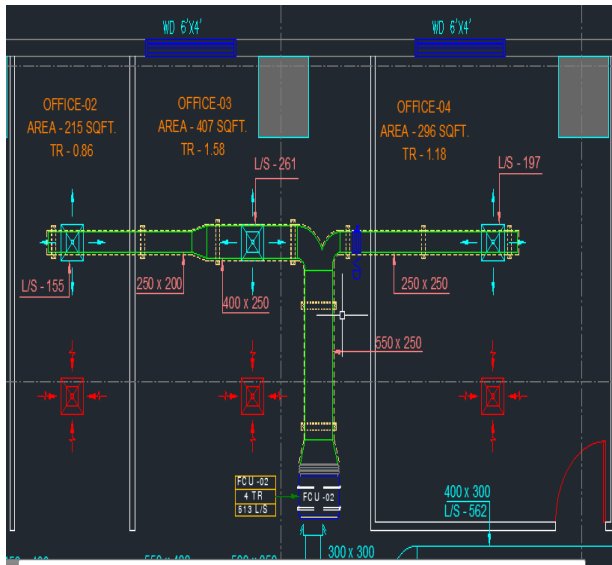 WD 6'X4'
WD 6'X4'
OFFICE-02
AREA - 215 SQFT.
TR - 0.86
OFFICE-03
AREA - 407 SQFT.
TR - 1.58
OFFICE-04
AREA - 296 SQFT.
TR - 1.18
L/S - 261
L/S - 197
L/S - 155
250 x 200
400 x 250
250 x 250
550 x 250
FCU -02
4 TR
613 L/S
FCU -02
400 x 300
L/S - 562
300 x 300